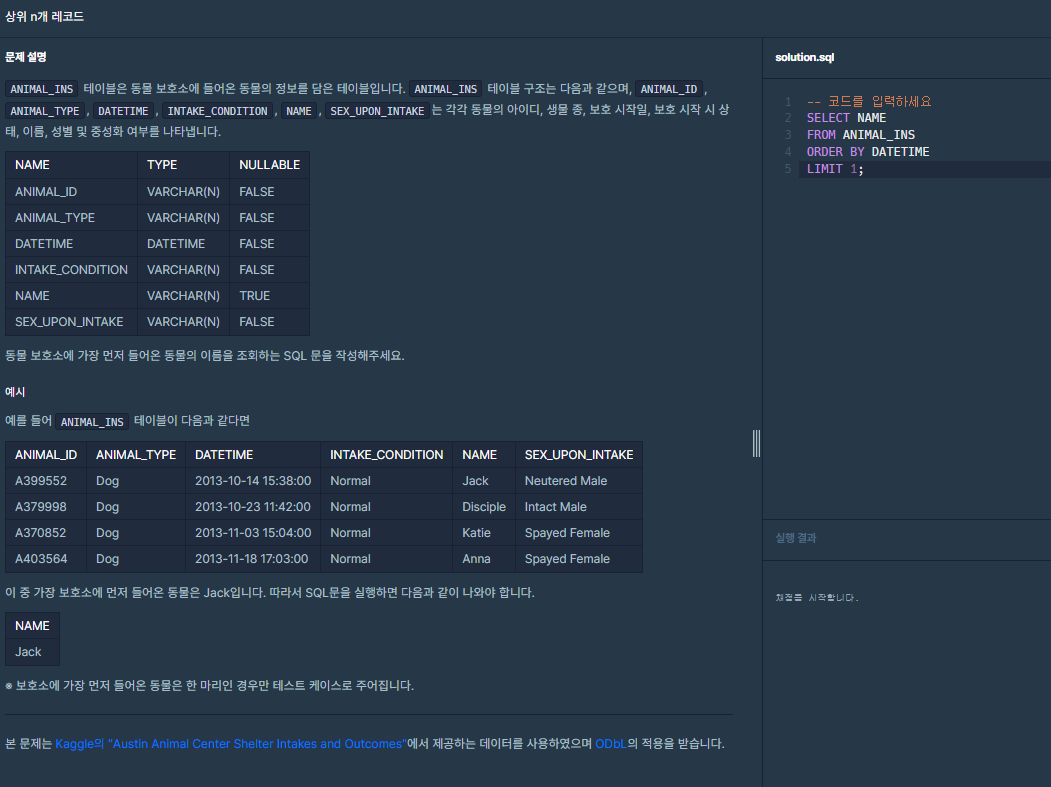 상위 n개 레코드
문제 설명
ANIMAL_INS 테이블은 동물 보호소에 들어온 동물의 정보를 담은 테이블입니다. ANIMAL_INS 테이블 구조는 다음과 같으며, ANIMAL_ID ,
ANIMAL_TYPE , DATETIME , INTAKE_CONDITION , NAME , SEX_UPON_INTAKE 는 각각 동물의 아이디, 생물 종, 보호 시작일, 보호 시작 시 상
태, 이름, 성별 및 중성화 여부를 나타냅니다.
NAME TYPE NULLABLE
ANIMAL_ID VARCHAR(N) FALSE
ANIMAL_TYPE VARCHAR(N) FALSE
DATETIME DATETIME FALSE
INTAKE_CONDITION VARCHAR(N) FALSE
NAME VARCHAR(N) TRUE
SEX_UPON_INTAKE VARCHAR(N) FALSE
동물 보호소에 가장 먼저 들어온 동물의 이름을 조회하는 SQL 문을 작성해주세요.
예시
예를 들어 ANIMAL_INS 테이블이 다음과 같다면
ANIMAL_ID ANIMAL_TYPE DATETIME INTAKE_CONDITION NAME SEX_UPON_INTAKE
A399552 Dog 2013-10-14 15:38:00 Normal Jack Neutered Male
A379998 Dog 2013-10-23 11:42:00 Normal Disciple Intact Male
A370852 Dog 2013-11-03 15:04:00 Normal Katie Spayed Female
A403564 Dog 2013-11-18 17:03:00 Normal Anna Spayed Female
이 중 가장 보호소에 먼저 들어온 동물은 Jack입니다. 따라서 SQL문을 실행하면 다음과 같이 나와야 합니다.
NAME
Jack
※ 보호소에 가장 먼저 들어온 동물은 한 마리인 경우만 테스트 케이스로 주어집니다.
본 문제는 Kaggle의 "Austin Animal Center Shelter Intakes and Outcomes"에서 제공하는 데이터를 사용하였으며 ODbL의 적용을 받습니다.
solution.sql
1 -- 코드를 입력하세요
2 SELECT NAME
3 FROM ANIMAL_INS
4 ORDER BY DATETIME
5 LIMIT 1;
실행 결과
채점을 시작합니다.